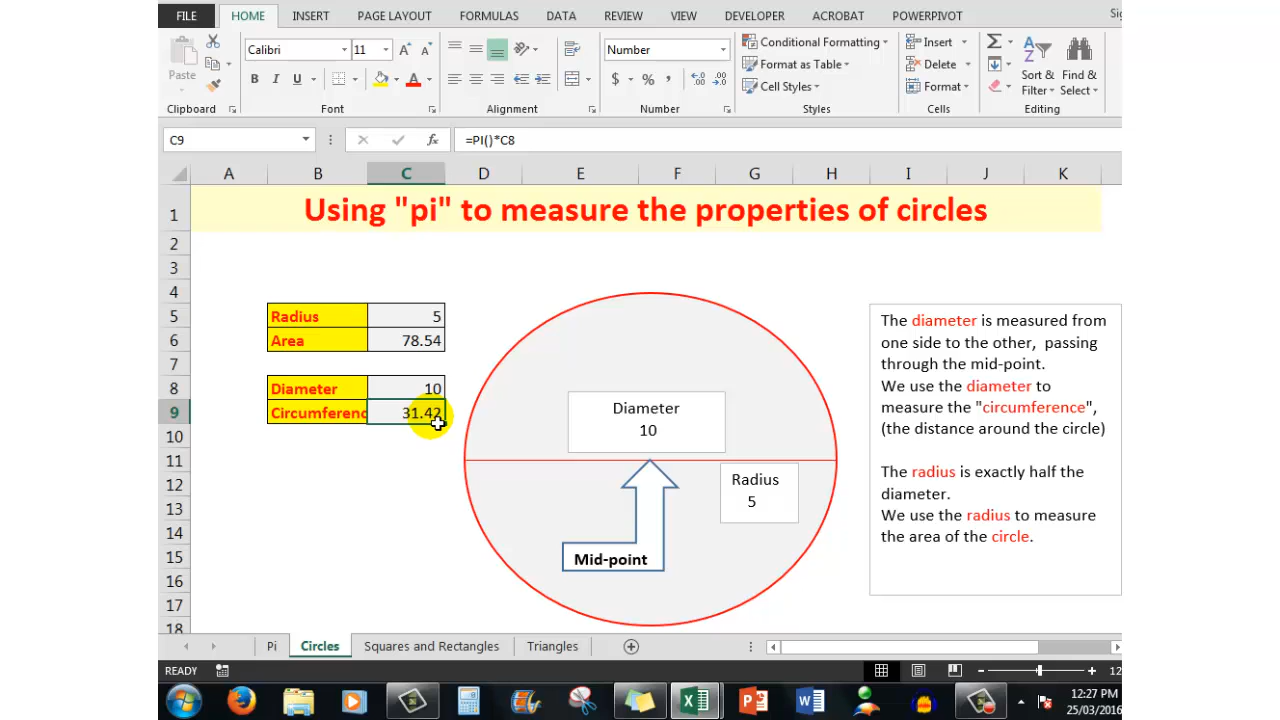 FILE HOME INSERT PAGE LAYOUT FORMULAS DATA REVIEW VIEW DEVELOPER ACROBAT POWERPIVOT
Calibri 11
Number
Conditional Formatting
Insert
Paste
B I U
$ % ,
Format as Table
Delete
Sort & Filter
Find & Select
Cell Styles
Format
Clipboard Font Alignment Number Styles Cells Editing
C9 fx =PI()*C8
A B C D E F G H I J K
1 Using "pi" to measure the properties of circles
2
3
4
5 Radius 5
6 Area 78.54
7
8 Diameter 10
9 Circumferenc 31.42
10
11
12
13
14
15
16
17
18
Diameter
10
Radius
5
Mid-point
The diameter is measured from
one side to the other, passing
through the mid-point.
We use the diameter to
measure the "circumference",
(the distance around the circle)
The radius is exactly half the
diameter.
We use the radius to measure
the area of the circle.
Pi Circles Squares and Rectangles Triangles
READY
12:27 PM
25/03/2016